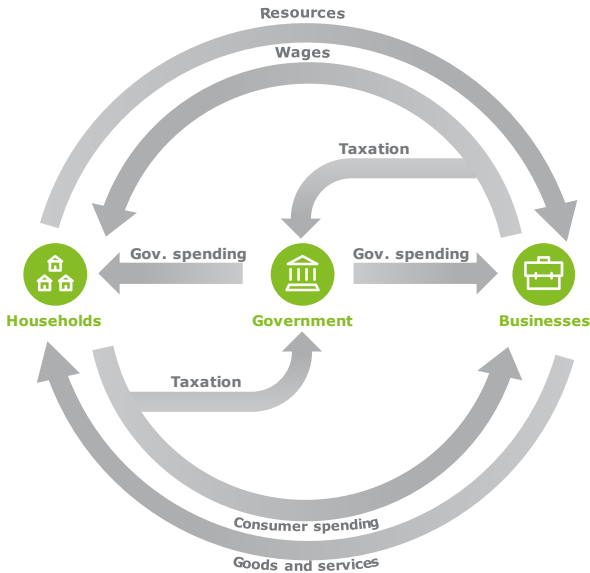 Resources
Wages
Taxation
Gov. spending
Gov. spending
Households
Government
Businesses
Taxation
Consumer spending
Goods and services